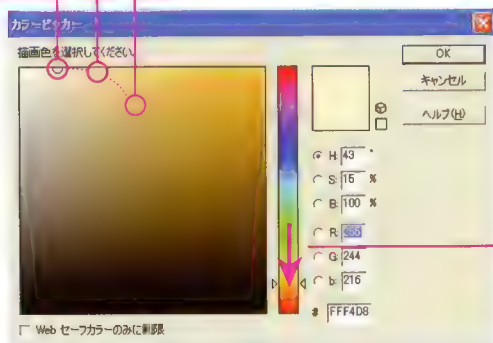 カラーピッカー
描画色を選択してください
OK
キャンセル
ヘルプ(H)
H: 43 °
S: 15 %
B: 100 %
R:
G: 244
b: 216
# FFF4D8
Web セーフカラーのみに制限